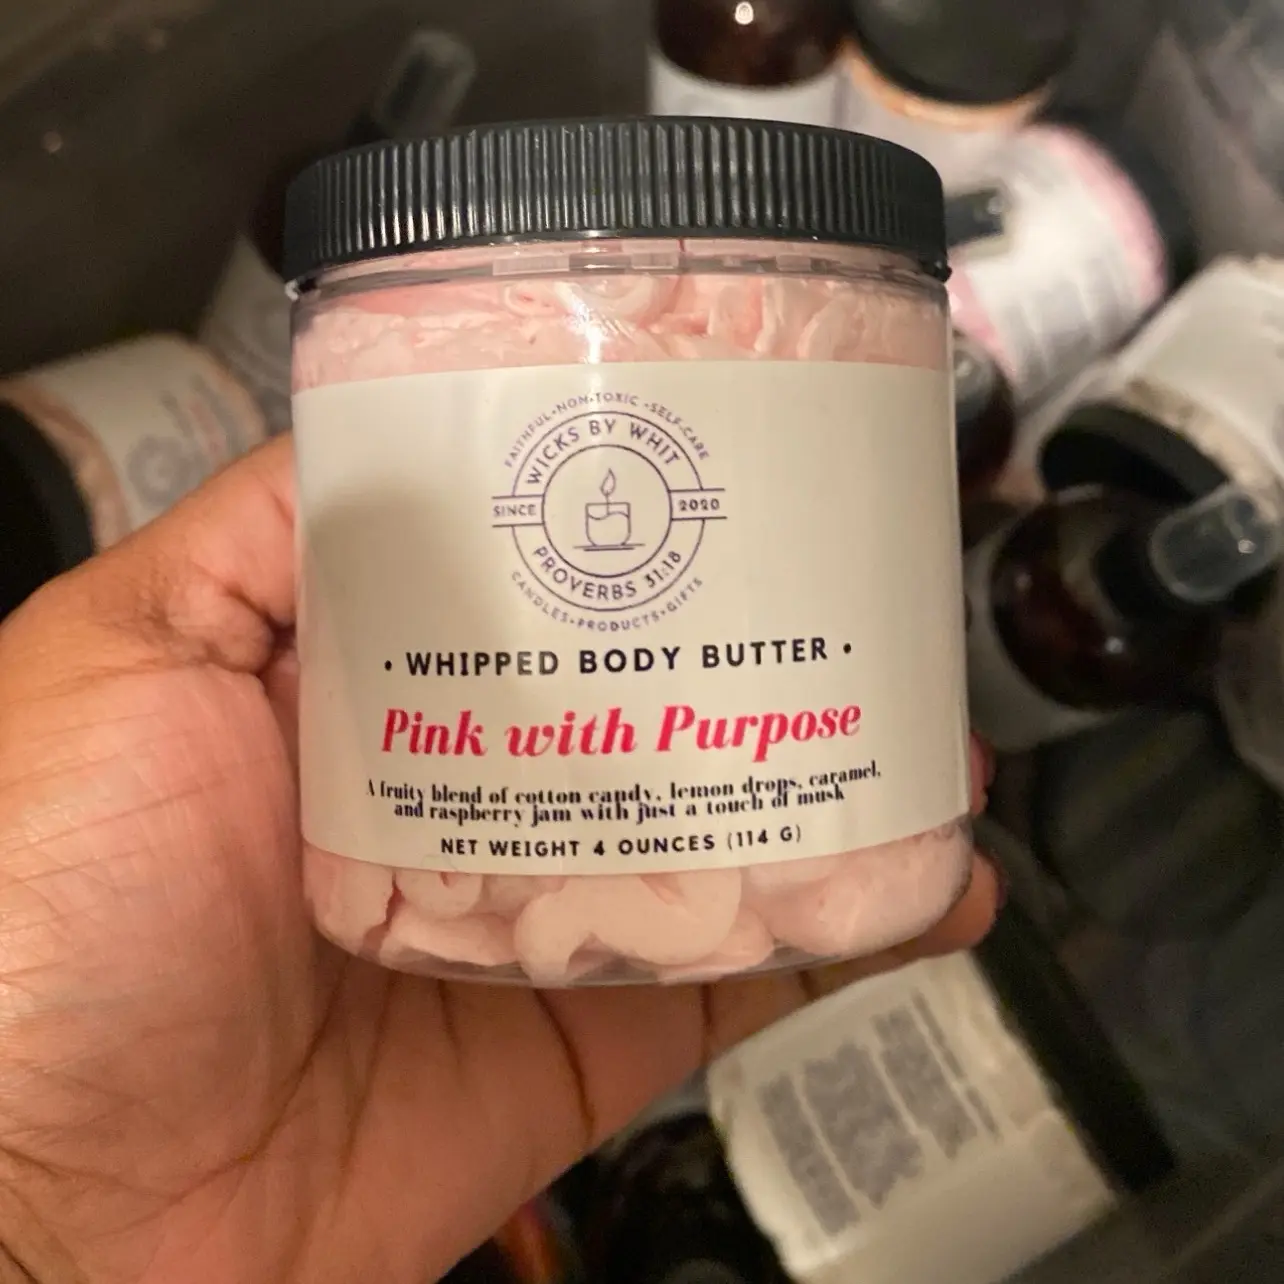 FAITHFUL • NON-TOXIC • SELF-CARE
WICKS BY WHIT
SINCE 2020
PROVERBS 31:18
CANDLES • PRODUCTS • GIFTS
• WHIPPED BODY BUTTER •
Pink with Purpose
A fruity blend of cotton candy, lemon drops, caramel,
and raspberry jam with just a touch of musk
NET WEIGHT 4 OUNCES (114 G)